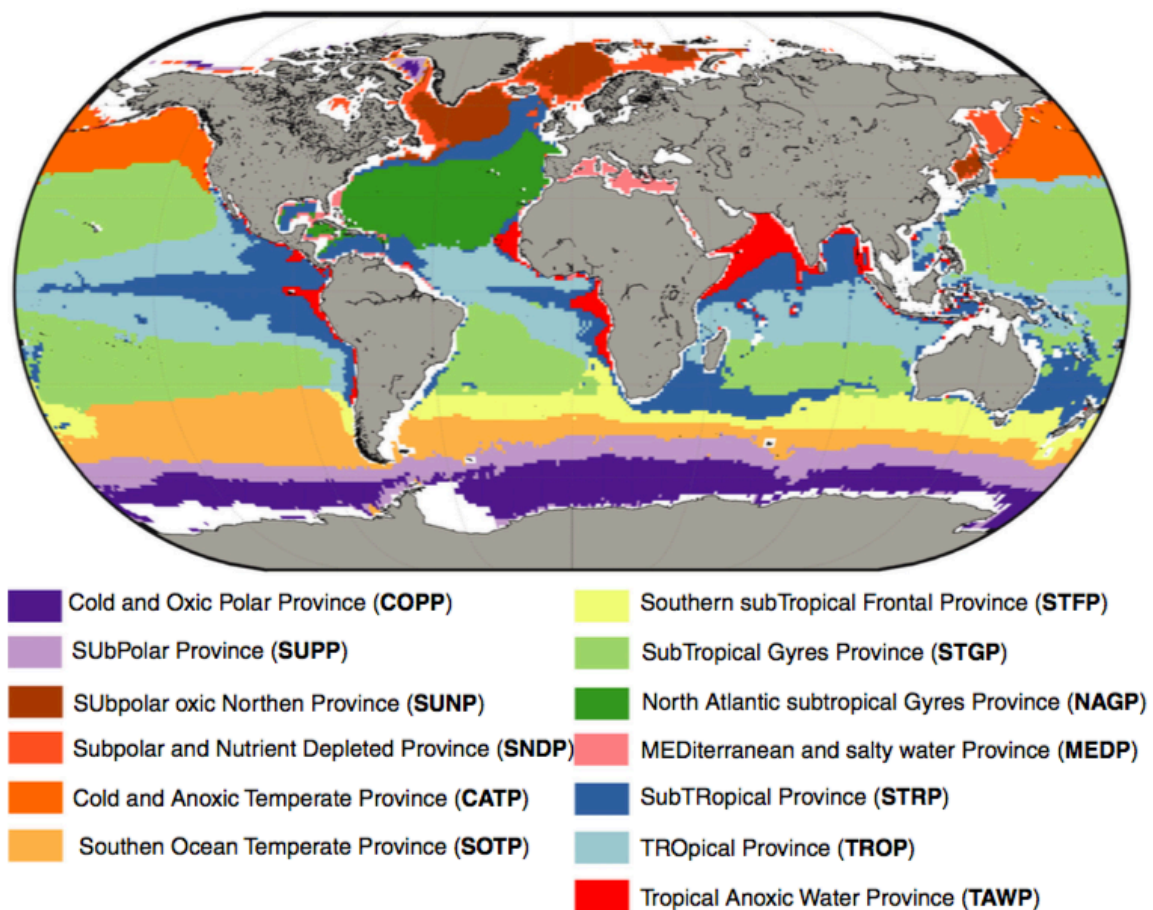 Cold and Oxic Polar Province (COPP)
SUbPolar Province (SUPP)
SUbpolar oxic Northen Province (SUNP)
Subpolar and Nutrient Depleted Province (SNDP)
Cold and Anoxic Temperate Province (CATP)
Southen Ocean Temperate Province (SOTP)
Southern subTropical Frontal Province (STFP)
SubTropical Gyres Province (STGP)
North Atlantic subtropical Gyres Province (NAGP)
MEDiterranean and salty water Province (MEDP)
SubTRopical Province (STRP)
TROpical Province (TROP)
Tropical Anoxic Water Province (TAWP)